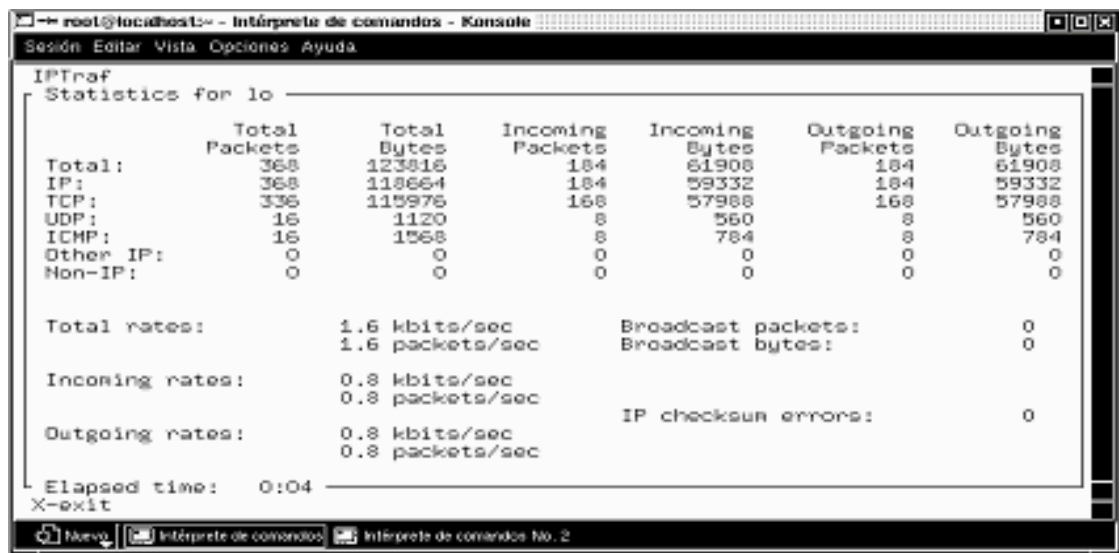 root@localhost:~ - Intérprete de comandos - Konsole
Sesión Editar Vista Opciones Ayuda
IPTraf
Statistics for lo
Total Total Incoming Incoming Outgoing Outgoing
Packets Bytes Packets Bytes Packets Bytes
Total: 368 123816 184 61908 184 61908
IP: 368 118664 184 59332 184 59332
TCP: 336 115976 168 57988 168 57988
UDP: 16 1120 8 560 8 560
ICMP: 16 1568 8 784 8 784
Other IP: 0 0 0 0 0 0
Non-IP: 0 0 0 0 0 0
Total rates: 1.6 kbits/sec Broadcast packets: 0
1.6 packets/sec Broadcast bytes: 0
Incoming rates: 0.8 kbits/sec
0.8 packets/sec
IP checksum errors: 0
Outgoing rates: 0.8 kbits/sec
0.8 packets/sec
Elapsed time: 0:04
X-exit
Nuevo Intérprete de comandos Intérprete de comandos No. 2